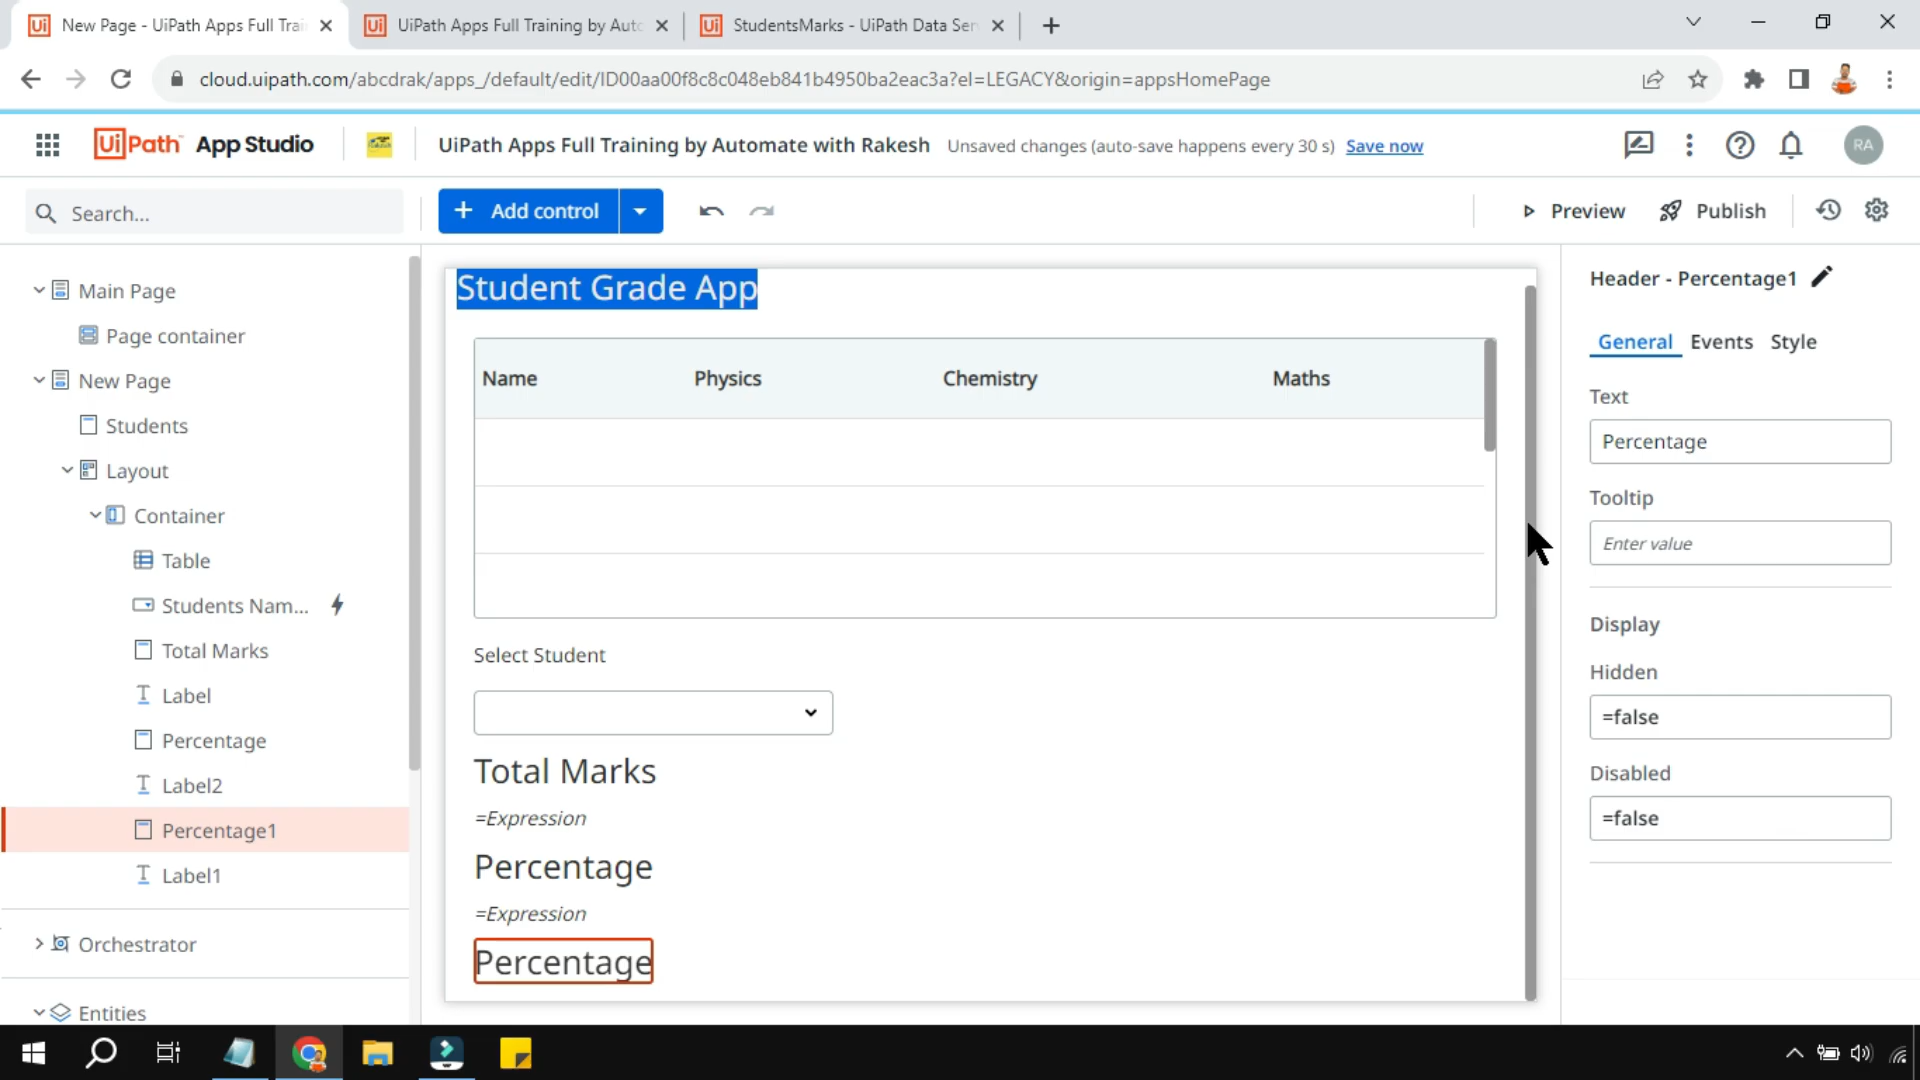 New Page - UiPath Apps Full Trai
UiPath Apps Full Training by Auto
StudentsMarks - UiPath Data Ser
cloud.uipath.com/abcdrak/apps_/default/edit/ID00aa00f8c8c048eb841b4950ba2eac3a?el=LEGACY&origin=appsHomePage
UiPath App Studio
UiPath Apps Full Training by Automate with Rakesh
Unsaved changes (auto-save happens every 30 s) Save now
RA
Search...
+ Add control
Preview
Publish
Main Page
Page container
New Page
Students
Layout
Container
Table
Students Nam...
Total Marks
Label
Percentage
Label2
Percentage1
Label1
Orchestrator
Entities
Student Grade App
Name Physics Chemistry Maths
Select Student
Total Marks
=Expression
Percentage
=Expression
Percentage
Header - Percentage1
General Events Style
Text
Percentage
Tooltip
Enter value
Display
Hidden
=false
Disabled
=false